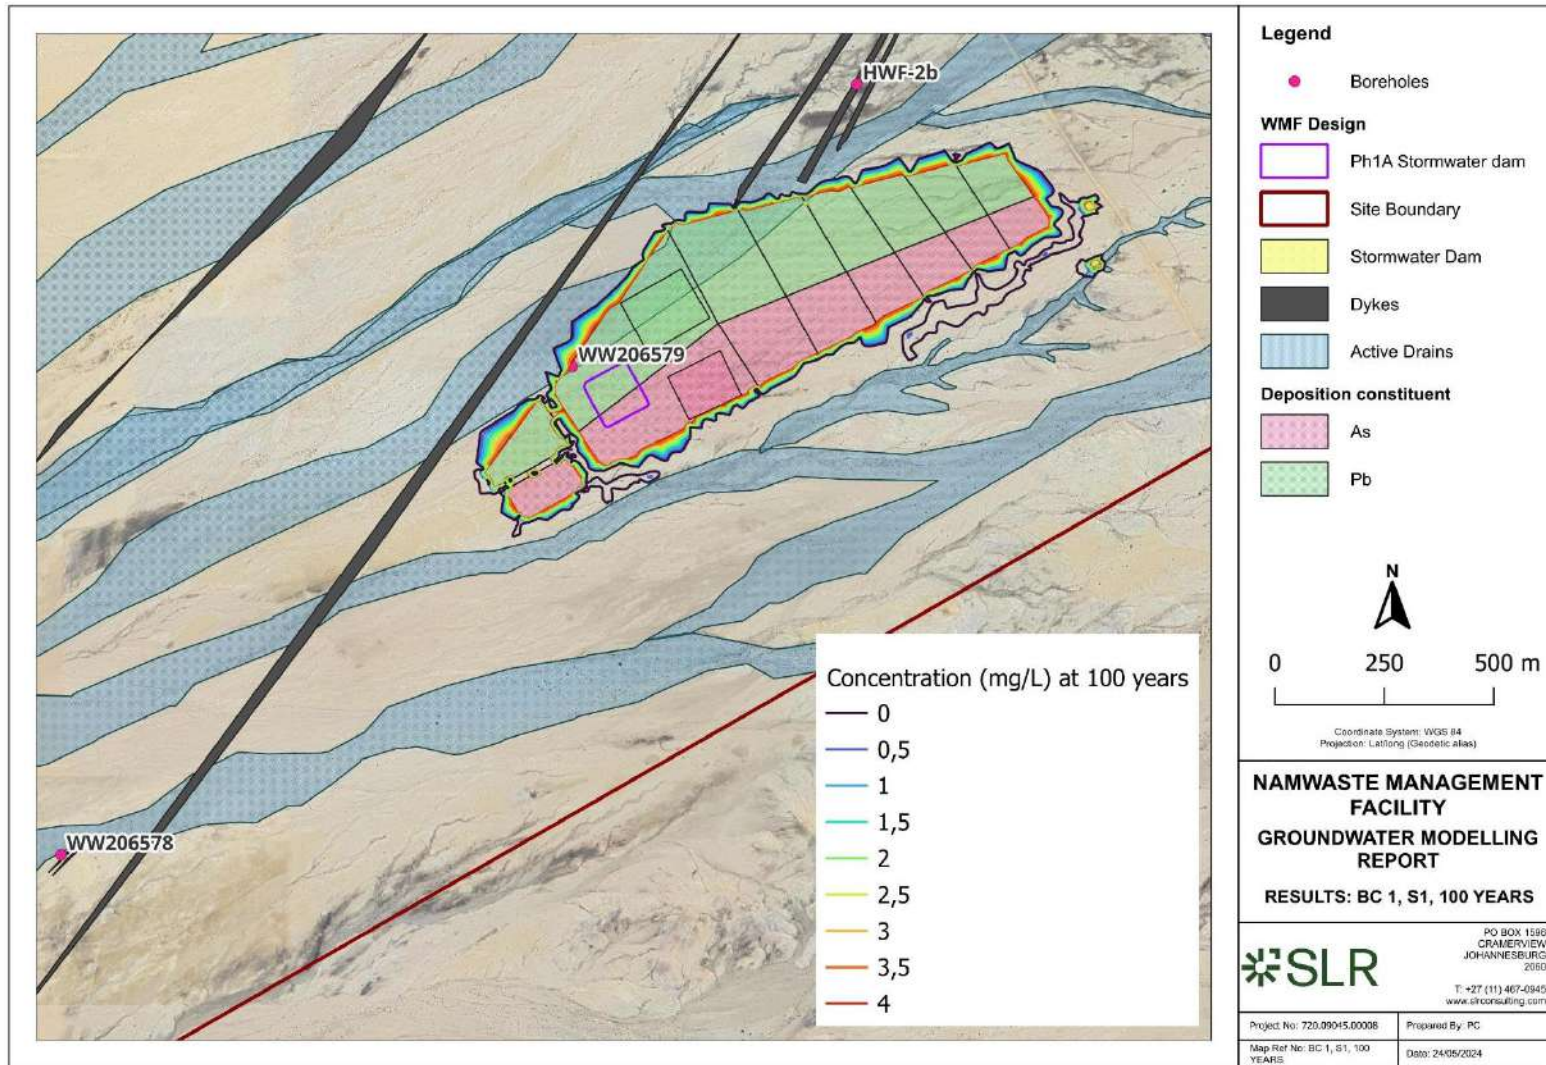 HWF-2b
WW206579
WW206578
Concentration (mg/L) at 100 years
0
0,5
1
1,5
2
2,5
3
3,5
4
Legend
Boreholes
WMF Design
Ph1A Stormwater dam
Site Boundary
Stormwater Dam
Dykes
Active Drains
Deposition constituent
As
Pb
N
0 250 500 m
Coordinate System: WGS 84
Projection: Lat/long (Geodetic alias)
NAMWASTE MANAGEMENT
FACILITY
GROUNDWATER MODELLING
REPORT
RESULTS: BC 1, S1, 100 YEARS
SLR
PO BOX 1596
CRAMERVIEW
JOHANNESBURG
2060
T: +27 (11) 467-0945
www.slrconsulting.com
Project No: 720.09045.00008
Prepared By: PC
Map Ref No: BC 1, S1, 100
YEARS
Date: 24/05/2024